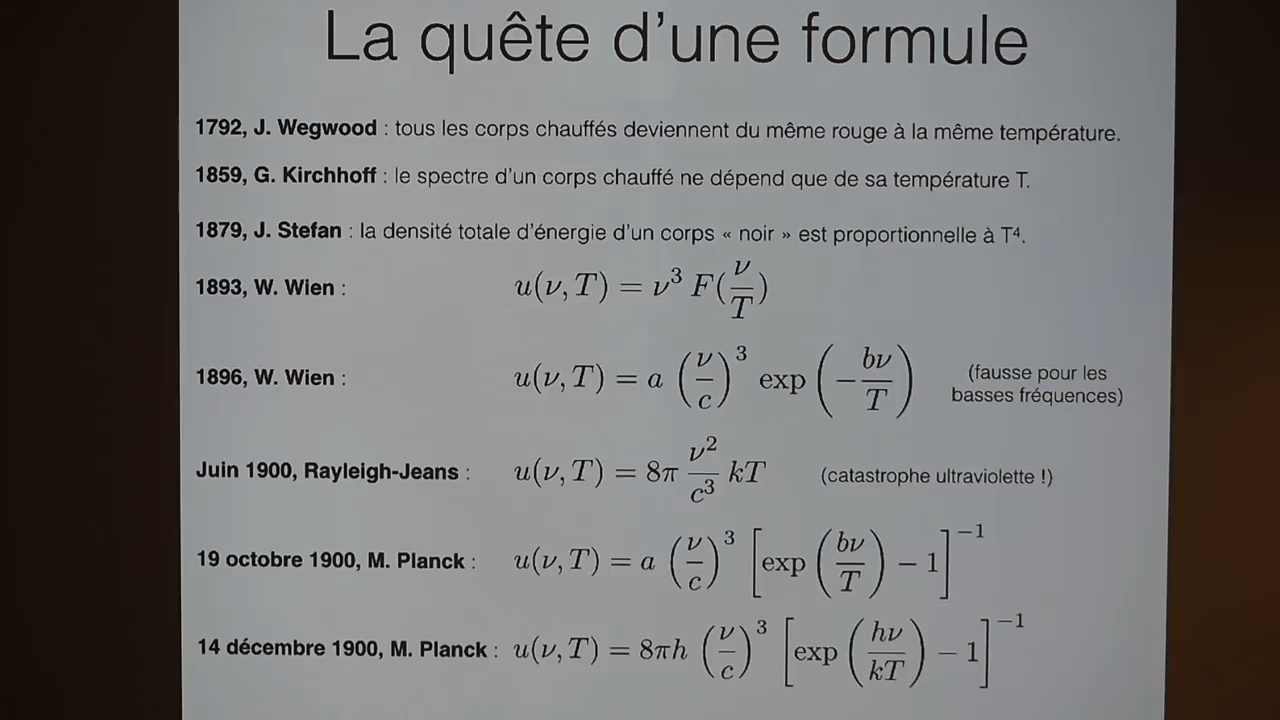 La quête d'une formule
1792, J. Wegwood : tous les corps chauffés deviennent du même rouge à la même température.
1859, G. Kirchhoff : le spectre d'un corps chauffé ne dépend que de sa température T.
1879, J. Stefan : la densité totale d'énergie d'un corps « noir » est proportionnelle à T⁴.
1893, W. Wien : u(ν, T) = ν³ F(ν/T)
1896, W. Wien : u(ν, T) = a (ν/c)³ exp(−bν/T) (fausse pour les
basses fréquences)
Juin 1900, Rayleigh-Jeans : u(ν, T) = 8π ν²/c³ kT (catastrophe ultraviolette !)
19 octobre 1900, M. Planck : u(ν, T) = a (ν/c)³ [exp(bν/T) − 1]⁻¹
14 décembre 1900, M. Planck : u(ν, T) = 8πh (ν/c)³ [exp(hν/kT) − 1]⁻¹